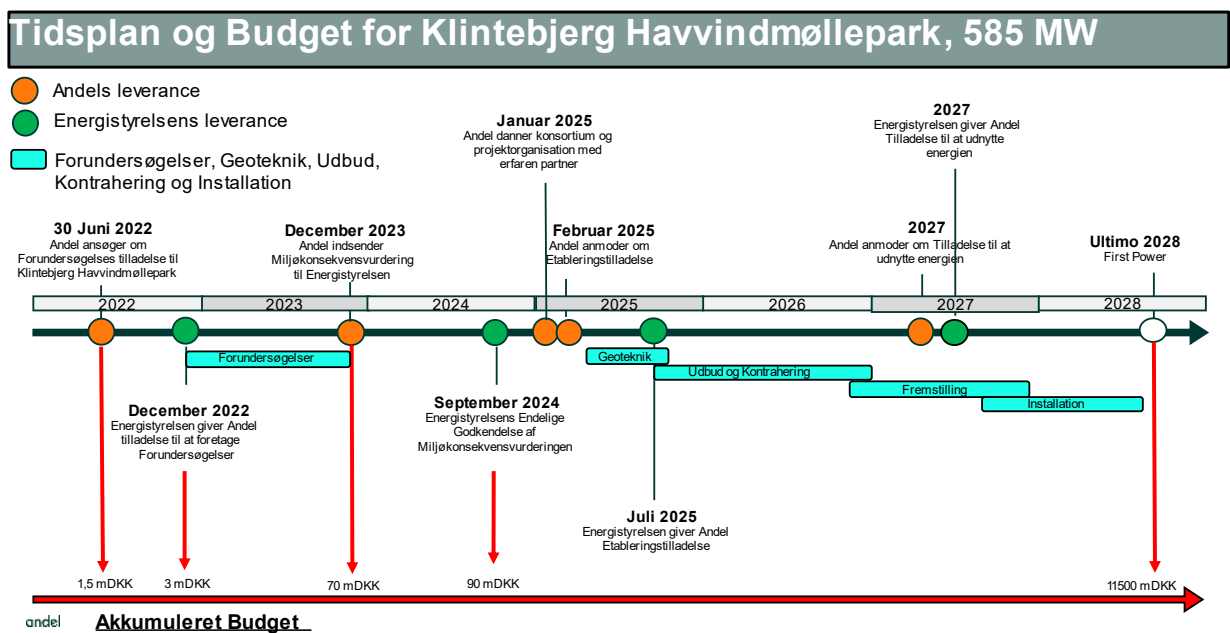 Tidsplan og Budget for Klintebjerg Havvindmøllepark, 585 MW
Andels leverance
Energistyrelsens leverance
Forundersøgelser, Geoteknik, Udbud,
Kontrahering og Installation
30 Juni 2022
Andel ansøger om
Forundersøgelses tilladelse til
Klintebjerg Havvindmøllepark
December 2023
Andel indsender
Miljøkonsekvensvurdering
til Energistyrelsen
Januar 2025
Andel danner konsortium og
projektorganisation med
erfaren partner
Februar 2025
Andel anmoder om
Etableringstilladelse
2027
Energistyrelsen giver Andel
Tilladelse til at udnytte
energien
2027
Andel anmoder om Tilladelse til at
udnytte energien
Ultimo 2028
First Power
2022
2023
2024
2025
2026
2027
2028
Forundersøgelser
Geoteknik
Udbud og Kontrahering
Fremstilling
Installation
December 2022
Energistyrelsen giver Andel
tilladelse til at foretage
Forundersøgelser
September 2024
Energistyrelsens Endelige
Godkendelse af
Miljøkonsekvensvurderingen
Juli 2025
Energistyrelsen giver Andel
Etableringstilladelse
1,5 mDKK
3 mDKK
70 mDKK
90 mDKK
11500 mDKK
andel
Akkumuleret Budget